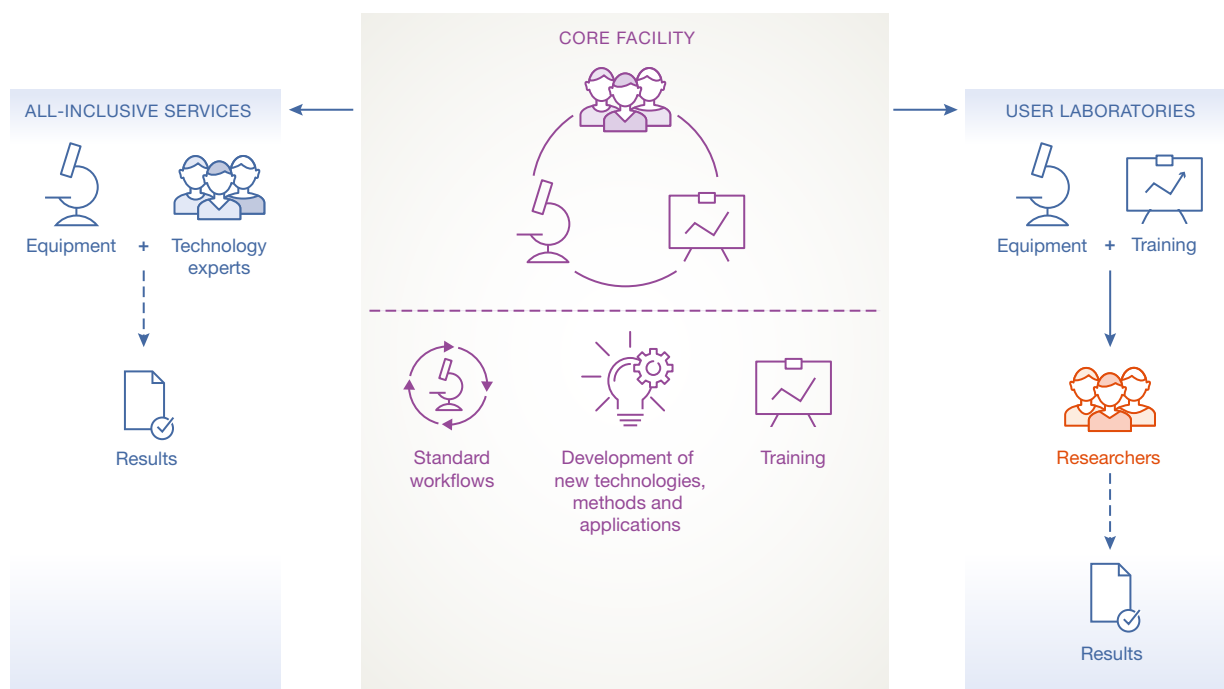 CORE FACILITY
ALL-INCLUSIVE SERVICES
Equipment + Technology
experts
Results
Standard
workflows
Development of
new technologies,
methods and
applications
Training
USER LABORATORIES
Equipment + Training
Researchers
Results